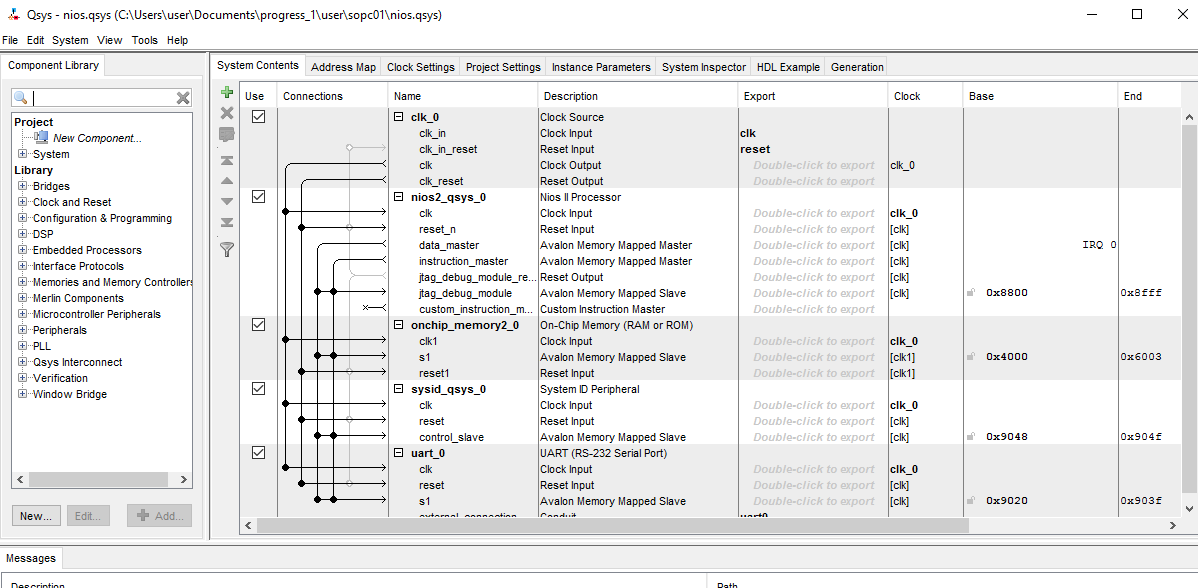 Qsys - nios.qsys (C:\Users\user\Documents\progress_1\user\sopc01\nios.qsys)
File Edit System View Tools Help
Component Library
Project
New Component...
System
Library
Bridges
Clock and Reset
Configuration & Programming
DSP
Embedded Processors
Interface Protocols
Memories and Memory Controllers
Merlin Components
Microcontroller Peripherals
Peripherals
PLL
Qsys Interconnect
Verification
Window Bridge
New... Edit... Add...
System Contents Address Map Clock Settings Project Settings Instance Parameters System Inspector HDL Example Generation
Use Connections Name Description Export Clock Base End
clk_0 Clock Source
clk_in Clock Input clk
clk_in_reset Reset Input reset
clk Clock Output Double-click to export clk_0
clk_reset Reset Output Double-click to export
nios2_qsys_0 Nios II Processor
clk Clock Input Double-click to export clk_0
reset_n Reset Input Double-click to export [clk]
data_master Avalon Memory Mapped Master Double-click to export [clk] IRQ 0
instruction_master Avalon Memory Mapped Master Double-click to export [clk]
jtag_debug_module_re... Reset Output Double-click to export [clk]
jtag_debug_module Avalon Memory Mapped Slave Double-click to export [clk] 0x8800 0x8fff
custom_instruction_m... Custom Instruction Master Double-click to export
onchip_memory2_0 On-Chip Memory (RAM or ROM)
clk1 Clock Input Double-click to export clk_0
s1 Avalon Memory Mapped Slave Double-click to export [clk1] 0x4000 0x6003
reset1 Reset Input Double-click to export [clk1]
sysid_qsys_0 System ID Peripheral
clk Clock Input Double-click to export clk_0
reset Reset Input Double-click to export [clk]
control_slave Avalon Memory Mapped Slave Double-click to export [clk] 0x9048 0x904f
uart_0 UART (RS-232 Serial Port)
clk Clock Input Double-click to export clk_0
reset Reset Input Double-click to export [clk]
s1 Avalon Memory Mapped Slave Double-click to export [clk] 0x9020 0x903f
external_connection Conduit uart0
Messages
Description Path